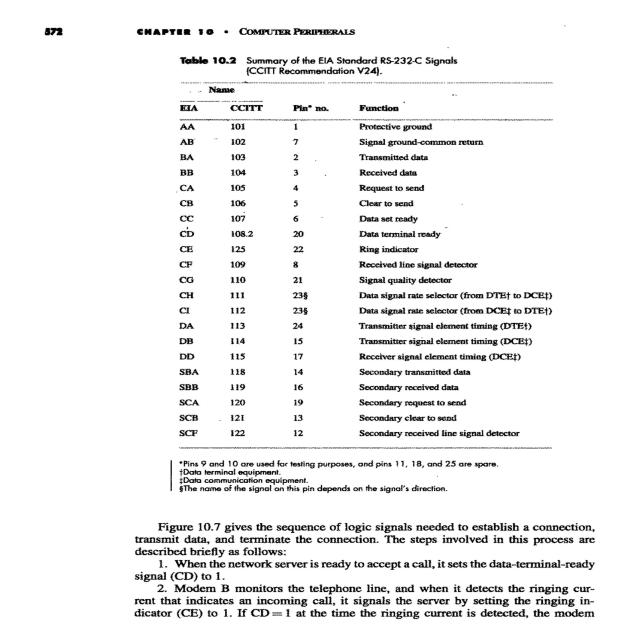 572 CHAPTER 10 • COMPUTER PERIPHERALS
Table 10.2 Summary of the EIA Standard RS-232-C Signals
(CCITT Recommendation V24).
Name
EIA CCITT Pin* no. Function
AA 101 1 Protective ground
AB 102 7 Signal ground-common return
BA 103 2 Transmitted data
BB 104 3 Received data
CA 105 4 Request to send
CB 106 5 Clear to send
CC 107 6 Data set ready
CD 108.2 20 Data terminal ready
CE 125 22 Ring indicator
CF 109 8 Received line signal detector
CG 110 21 Signal quality detector
CH 111 23§ Data signal rate selector (from DTE† to DCE‡)
CI 112 23§ Data signal rate selector (from DCE‡ to DTE†)
DA 113 24 Transmitter signal element timing (DTE†)
DB 114 15 Transmitter signal element timing (DCE‡)
DD 115 17 Receiver signal element timing (DCE‡)
SBA 118 14 Secondary transmitted data
SBB 119 16 Secondary received data
SCA 120 19 Secondary request to send
SCB 121 13 Secondary clear to send
SCF 122 12 Secondary received line signal detector
*Pins 9 and 10 are used for testing purposes, and pins 11, 18, and 25 are spare.
†Data terminal equipment.
‡Data communication equipment.
§The name of the signal on this pin depends on the signal's direction.
Figure 10.7 gives the sequence of logic signals needed to establish a connection,
transmit data, and terminate the connection. The steps involved in this process are
described briefly as follows:
1. When the network server is ready to accept a call, it sets the data-terminal-ready
signal (CD) to 1.
2. Modem B monitors the telephone line, and when it detects the ringing cur-
rent that indicates an incoming call, it signals the server by setting the ringing in-
dicator (CE) to 1. If CD = 1 at the time the ringing current is detected, the modem